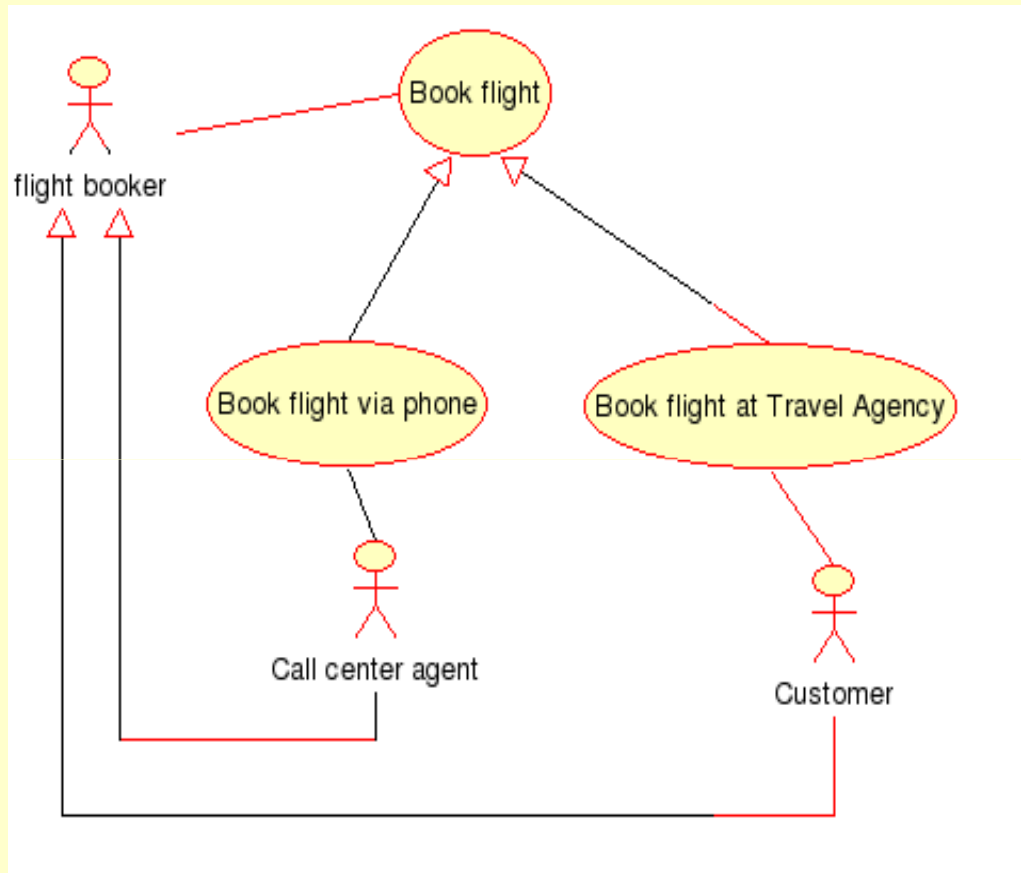 Book flight
flight booker
Book flight via phone
Book flight at Travel Agency
Call center agent
Customer